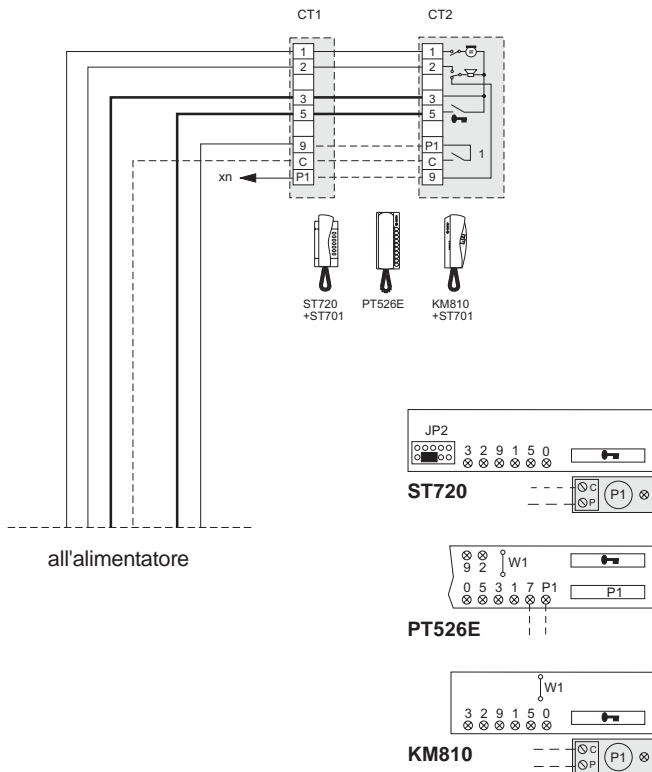 CT1 CT2
1 1
2 2
3 3
5 5
9 P1
C C 1
xn P1 9
ST720 PT526E KM810
+ST701 +ST701
JP2
3 2 9 1 5 0
ST720
C
P P1
all'alimentatore
9 2 W1
0 5 3 1 7 P1 P1
PT526E
W1
3 2 9 1 5 0
KM810
C
P P1